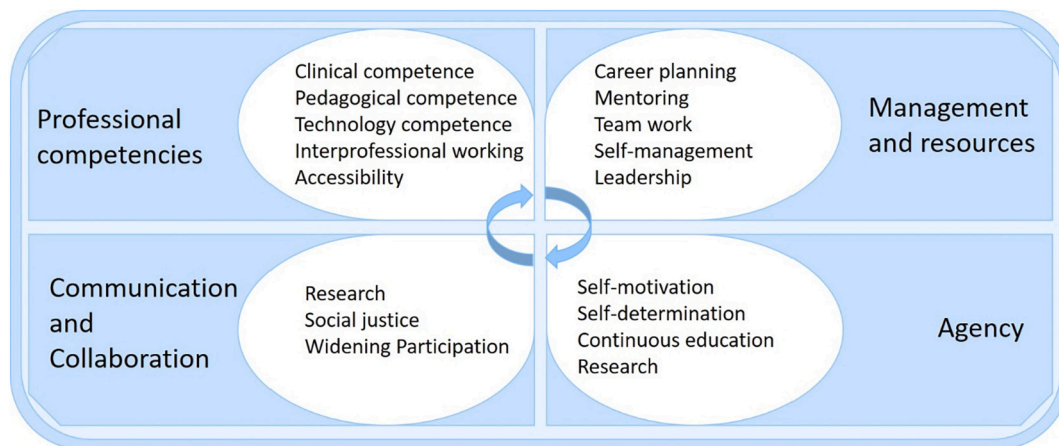 Professional
competencies
Clinical competence
Pedagogical competence
Technology competence
Interprofessional working
Accessibility
Career planning
Mentoring
Team work
Self-management
Leadership
Management
and resources
Communication
and
Collaboration
Research
Social justice
Widening Participation
Self-motivation
Self-determination
Continuous education
Research
Agency